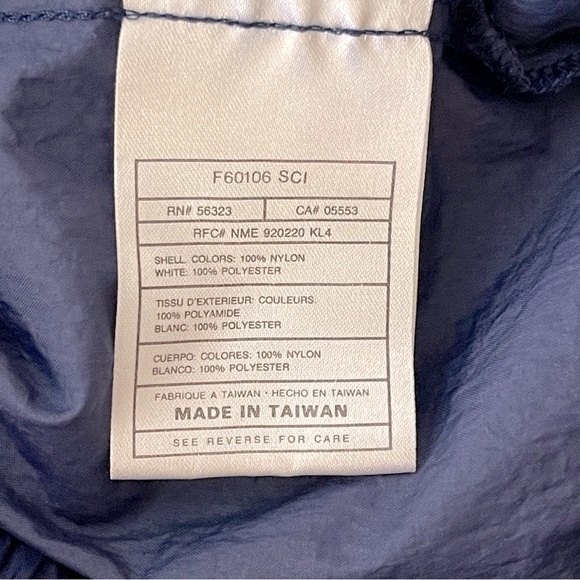 F60106 SCI
RN# 56323 CA# 05553
RFC# NME 920220 KL4
SHELL COLORS: 100% NYLON
WHITE: 100% POLYESTER
TISSU D'EXTERIEUR: COULEURS.
100% POLYAMIDE
BLANC: 100% POLYESTER
CUERPO: COLORES: 100% NYLON
BLANCO: 100% POLYESTER
FABRIQUE A TAIWAN · HECHO EN TAIWAN
MADE IN TAIWAN
SEE REVERSE FOR CARE